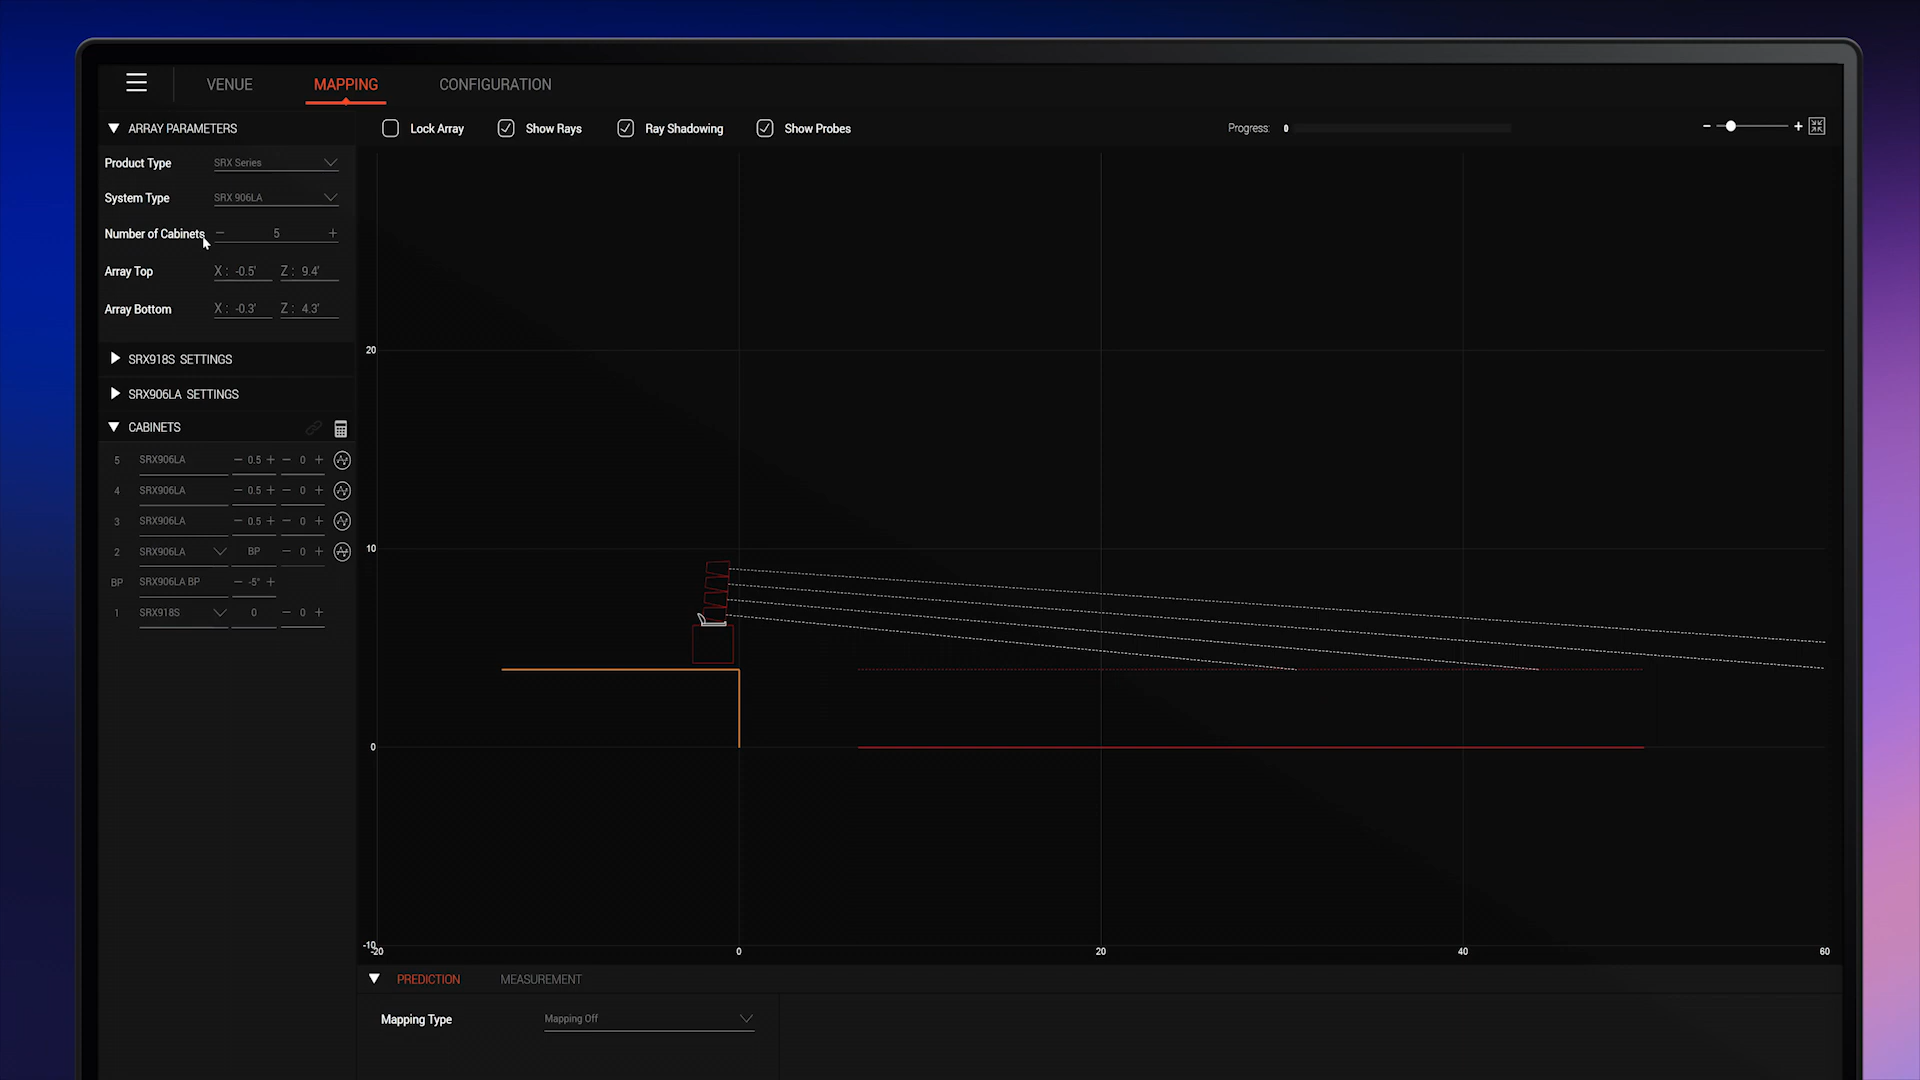 VENUE MAPPING CONFIGURATION
ARRAY PARAMETERS
Lock Array Show Rays Ray Shadowing Show Probes Progress: 0 - +
Product Type SRX Series
System Type SRX 906LA
Number of Cabinets - 5 +
Array Top X : -0.5' Z : 9.4'
Array Bottom X : -0.3' Z : 4.3'
SRX918S SETTINGS
SRX906LA SETTINGS
CABINETS
5 SRX906LA - 0.5 + - 0 +
4 SRX906LA - 0.5 + - 0 +
3 SRX906LA - 0.5 + - 0 +
2 SRX906LA BP - 0 +
BP SRX906LA BP - -5° +
1 SRX918S 0 - 0 +
20
10
0
-10
-20 0 20 40 60
PREDICTION MEASUREMENT
Mapping Type Mapping Off